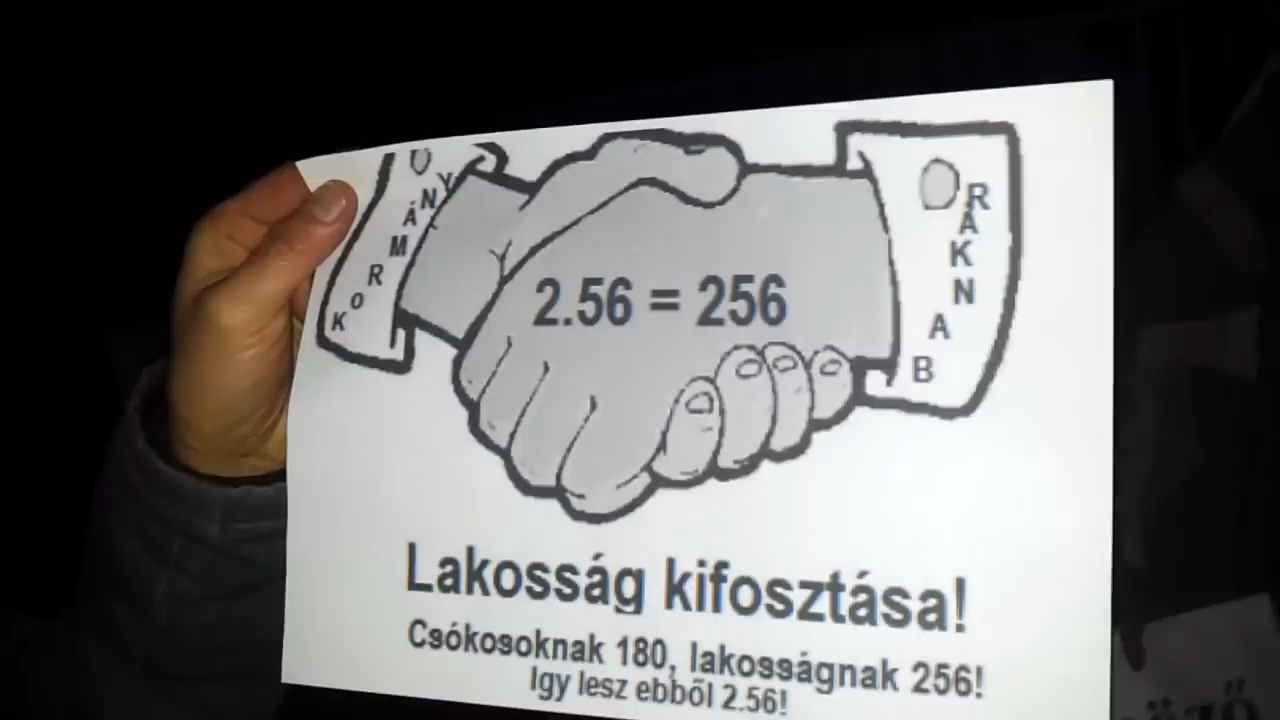 KORMÁNY
BANKÁR
2.56 = 256
Lakosság kifosztása!
Csókosoknak 180, lakosságnak 256!
Igy lesz ebből 2.56!